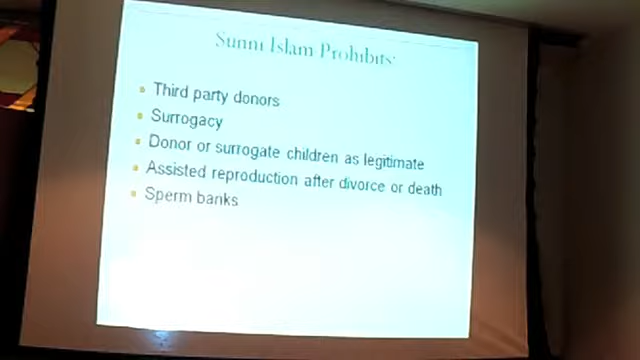 Sunni Islam Prohibits:
Third party donors
Surrogacy
Donor or surrogate children as legitimate
Assisted reproduction after divorce or death
Sperm banks